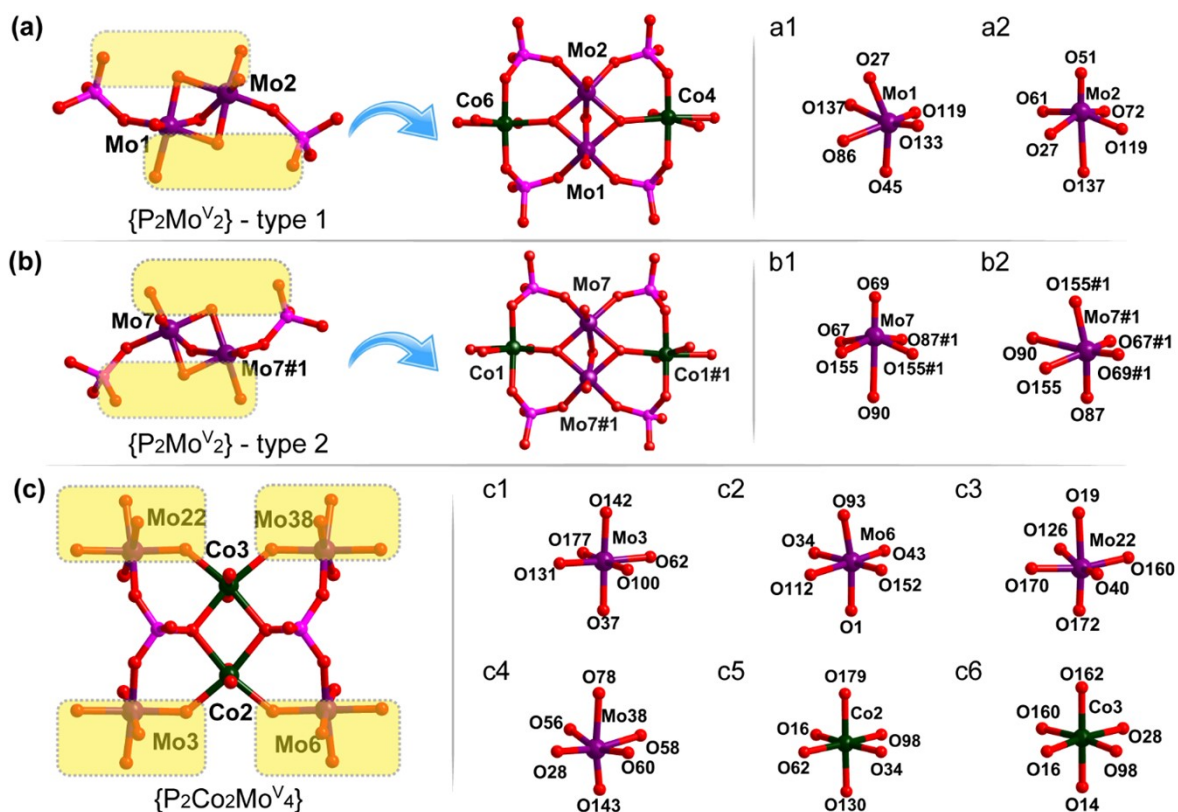 (a)
Mo2
Mo1
{P₂Moⱽ₂} - type 1
Mo2
Co6
Co4
Mo1
a1
O27
Mo1
O137
O119
O133
O86
O45
a2
O51
Mo2
O61
O72
O27
O119
O137
(b)
Mo7
Mo7#1
{P₂Moⱽ₂} - type 2
Mo7
Co1
Co1#1
Mo7#1
b1
O69
Mo7
O67
O87#1
O155
O155#1
O90
b2
O155#1
Mo7#1
O90
O67#1
O69#1
O155
O87
(c)
Mo22
Mo38
Co3
Co2
Mo3
Mo6
{P₂Co₂Moⱽ₄}
c1
O142
O177
Mo3
O62
O131
O100
O37
c2
O93
O34
Mo6
O43
O112
O152
O1
c3
O19
O126
Mo22
O160
O170
O40
O172
c4
O78
O56
Mo38
O58
O28
O60
O143
c5
O179
O16
Co2
O98
O62
O34
O130
c6
O162
O160
Co3
O28
O16
O98
O14